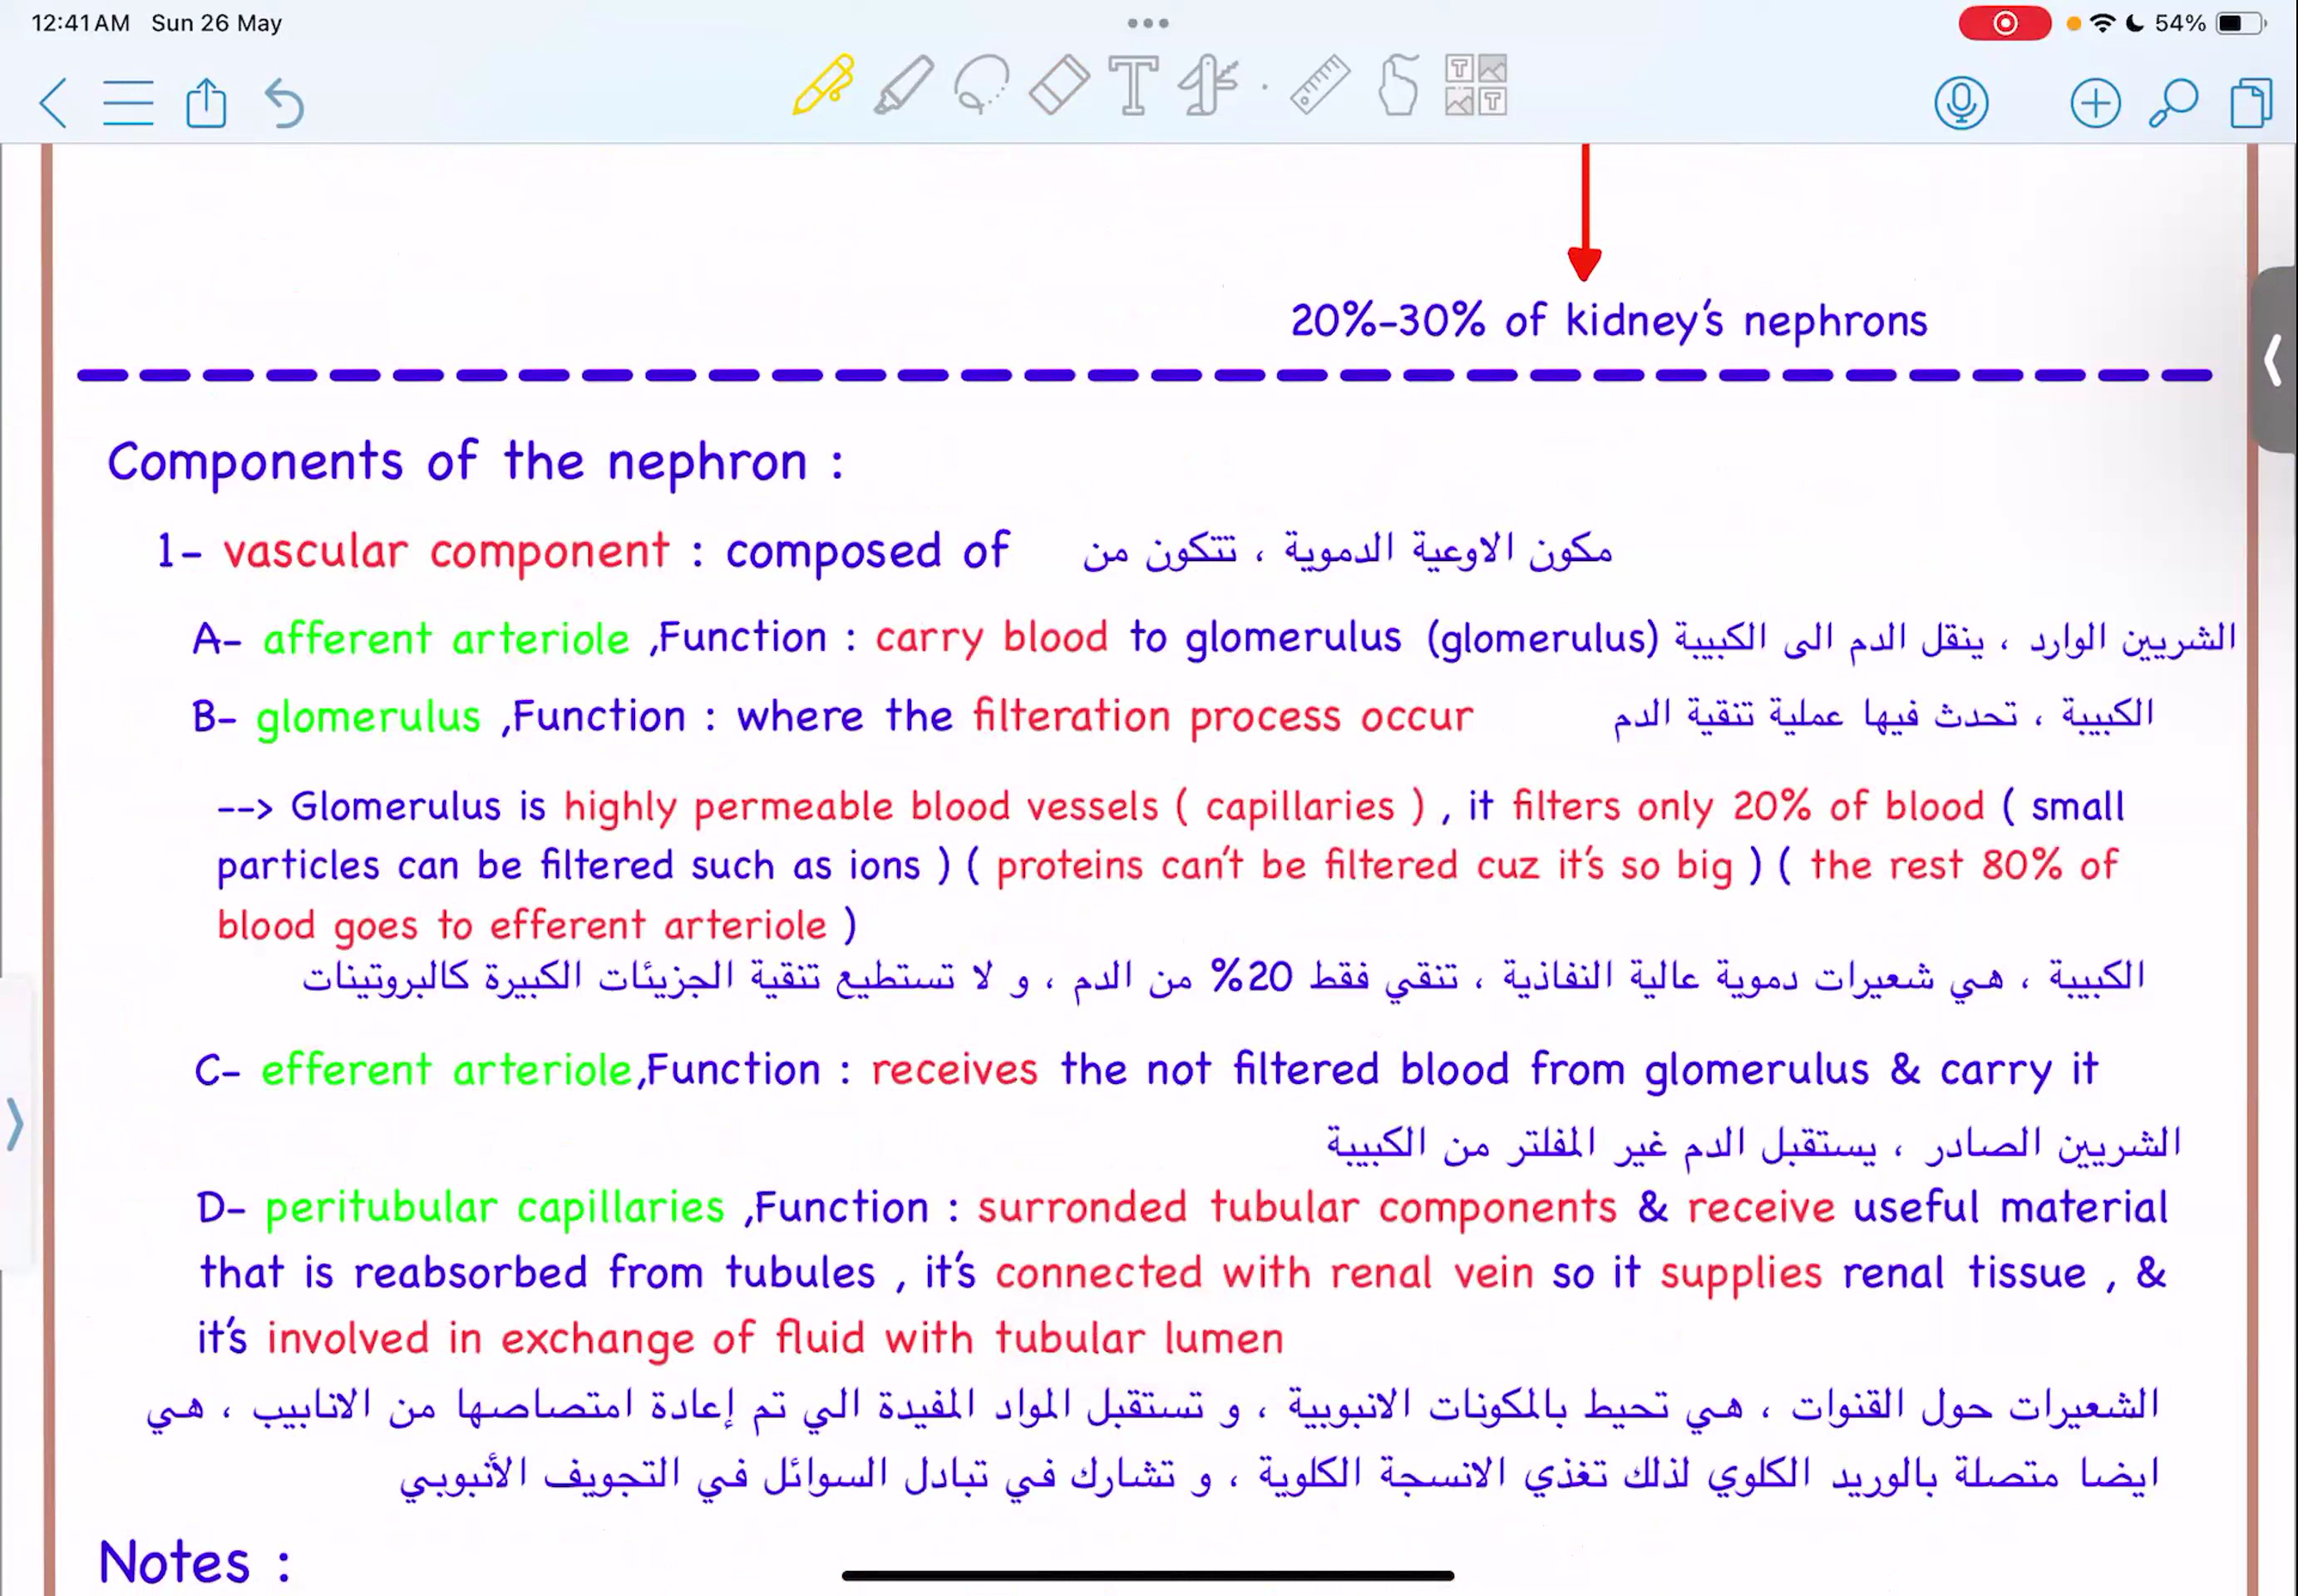 12:41 AM Sun 26 May
54%
20%-30% of kidney's nephrons
Components of the nephron :
1- vascular component : composed of مكون الاوعية الدموية ، تتكون من
A- afferent arteriole ,Function : carry blood to glomerulus (glomerulus) الشريين الوارد ، ينقل الدم الى الكبيبة
B- glomerulus ,Function : where the filteration process occur الكبيبة ، تحدث فيها عملية تنقية الدم
--> Glomerulus is highly permeable blood vessels ( capillaries ) , it filters only 20% of blood ( small
particles can be filtered such as ions ) ( proteins can't be filtered cuz it's so big ) ( the rest 80% of
blood goes to efferent arteriole )
الكبيبة ، هي شعيرات دموية عالية النفاذية ، تنقي فقط 20% من الدم ، و لا تستطيع تنقية الجزيئات الكبيرة كالبروتينات
C- efferent arteriole,Function : receives the not filtered blood from glomerulus & carry it
الشريين الصادر ، يستقبل الدم غير المفلتر من الكبيبة
D- peritubular capillaries ,Function : surronded tubular components & receive useful material
that is reabsorbed from tubules , it's connected with renal vein so it supplies renal tissue , &
it's involved in exchange of fluid with tubular lumen
الشعيرات حول القنوات ، هي تحيط بالمكونات الانبوبية ، و تستقبل المواد المفيدة الي تم إعادة امتصاصها من الانابيب ، هي
ايضا متصلة بالوريد الكلوي لذلك تغذي الانسجة الكلوية ، و تشارك في تبادل السوائل في التجويف الأنبوبي
Notes :